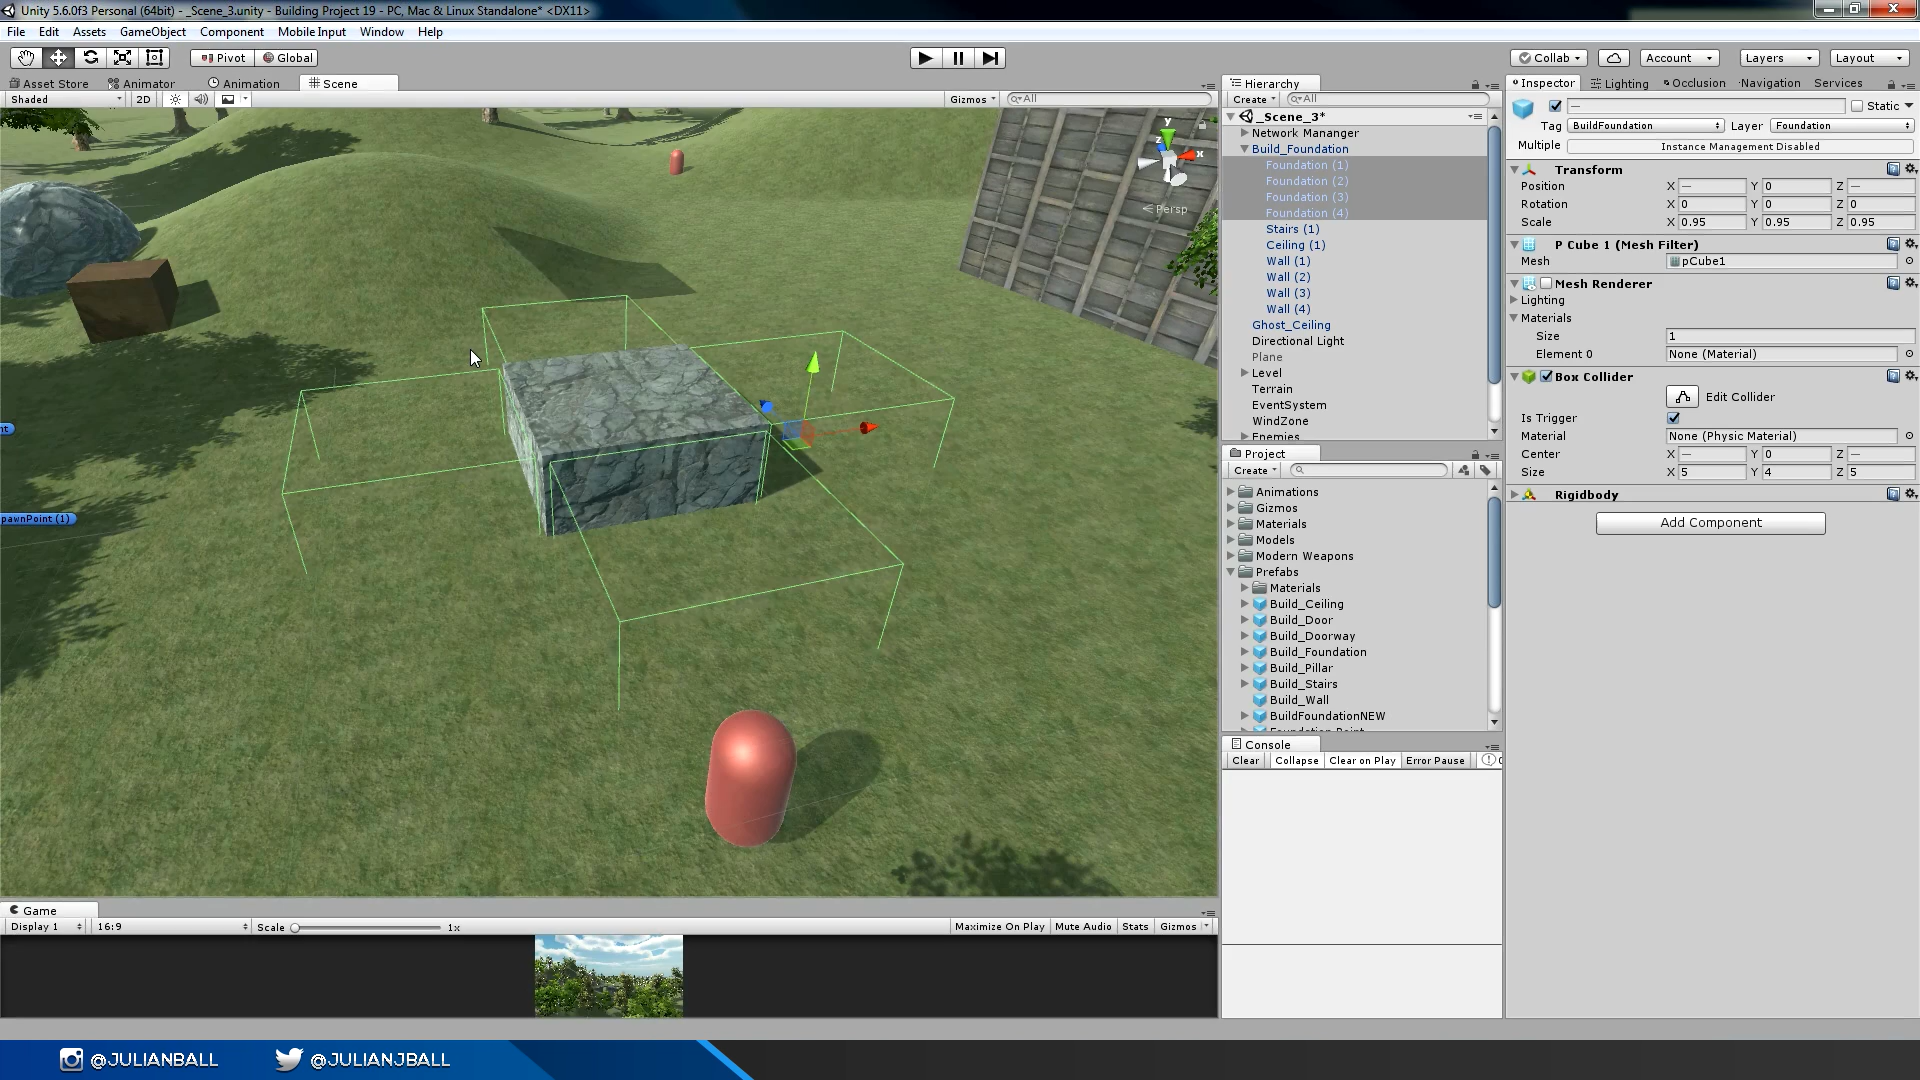 Unity 5.6.0f3 Personal (64bit) - _Scene_3.unity - Building Project 19 - PC, Mac & Linux Standalone* <DX11>
File Edit Assets GameObject Component Mobile Input Window Help
Pivot Global
Collab Account Layers Layout
Asset Store Animator Animation Scene
Shaded 2D Gizmos All
Persp
y
x
z
nt
pawnPoint (1)
Game
Display 1 16:9 Scale 1x Maximize On Play Mute Audio Stats Gizmos
Hierarchy
Create All
_Scene_3*
Network Mananger
Build_Foundation
Foundation (1)
Foundation (2)
Foundation (3)
Foundation (4)
Stairs (1)
Ceiling (1)
Wall (1)
Wall (2)
Wall (3)
Wall (4)
Ghost_Ceiling
Directional Light
Plane
Level
Terrain
EventSystem
WindZone
Enemies
Project
Create
Animations
Gizmos
Materials
Models
Modern Weapons
Prefabs
Materials
Build_Ceiling
Build_Door
Build_Doorway
Build_Foundation
Build_Pillar
Build_Stairs
Build_Wall
BuildFoundationNEW
Console
Clear Collapse Clear on Play Error Pause
Inspector Lighting Occlusion Navigation Services
— Static
Tag BuildFoundation Layer Foundation
Multiple Instance Management Disabled
Transform
Position X — Y 0 Z —
Rotation X 0 Y 0 Z 0
Scale X 0.95 Y 0.95 Z 0.95
P Cube 1 (Mesh Filter)
Mesh pCube1
Mesh Renderer
Lighting
Materials
Size 1
Element 0 None (Material)
Box Collider
Edit Collider
Is Trigger
Material None (Physic Material)
Center X — Y 0 Z —
Size X 5 Y 4 Z 5
Rigidbody
Add Component
@JULIANBALL @JULIANJBALL